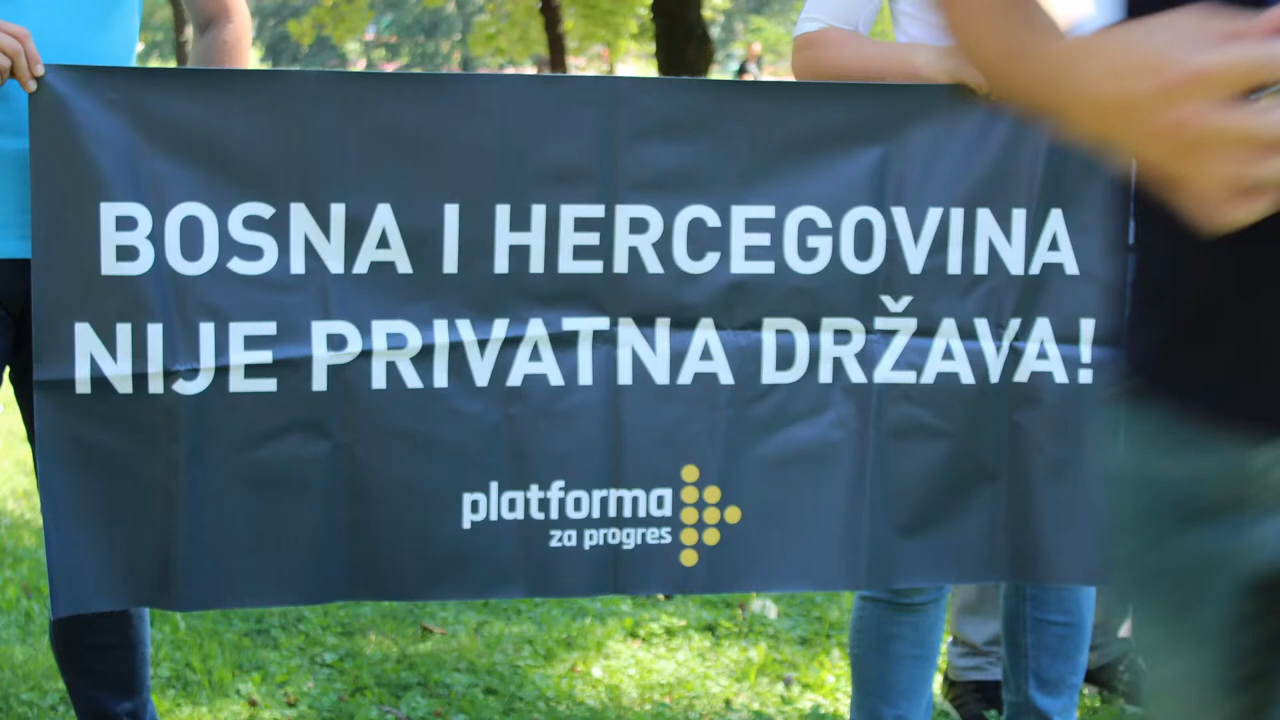 BOSNA I HERCEGOVINA
NIJE PRIVATNA DRŽAVA!
platforma
za progres